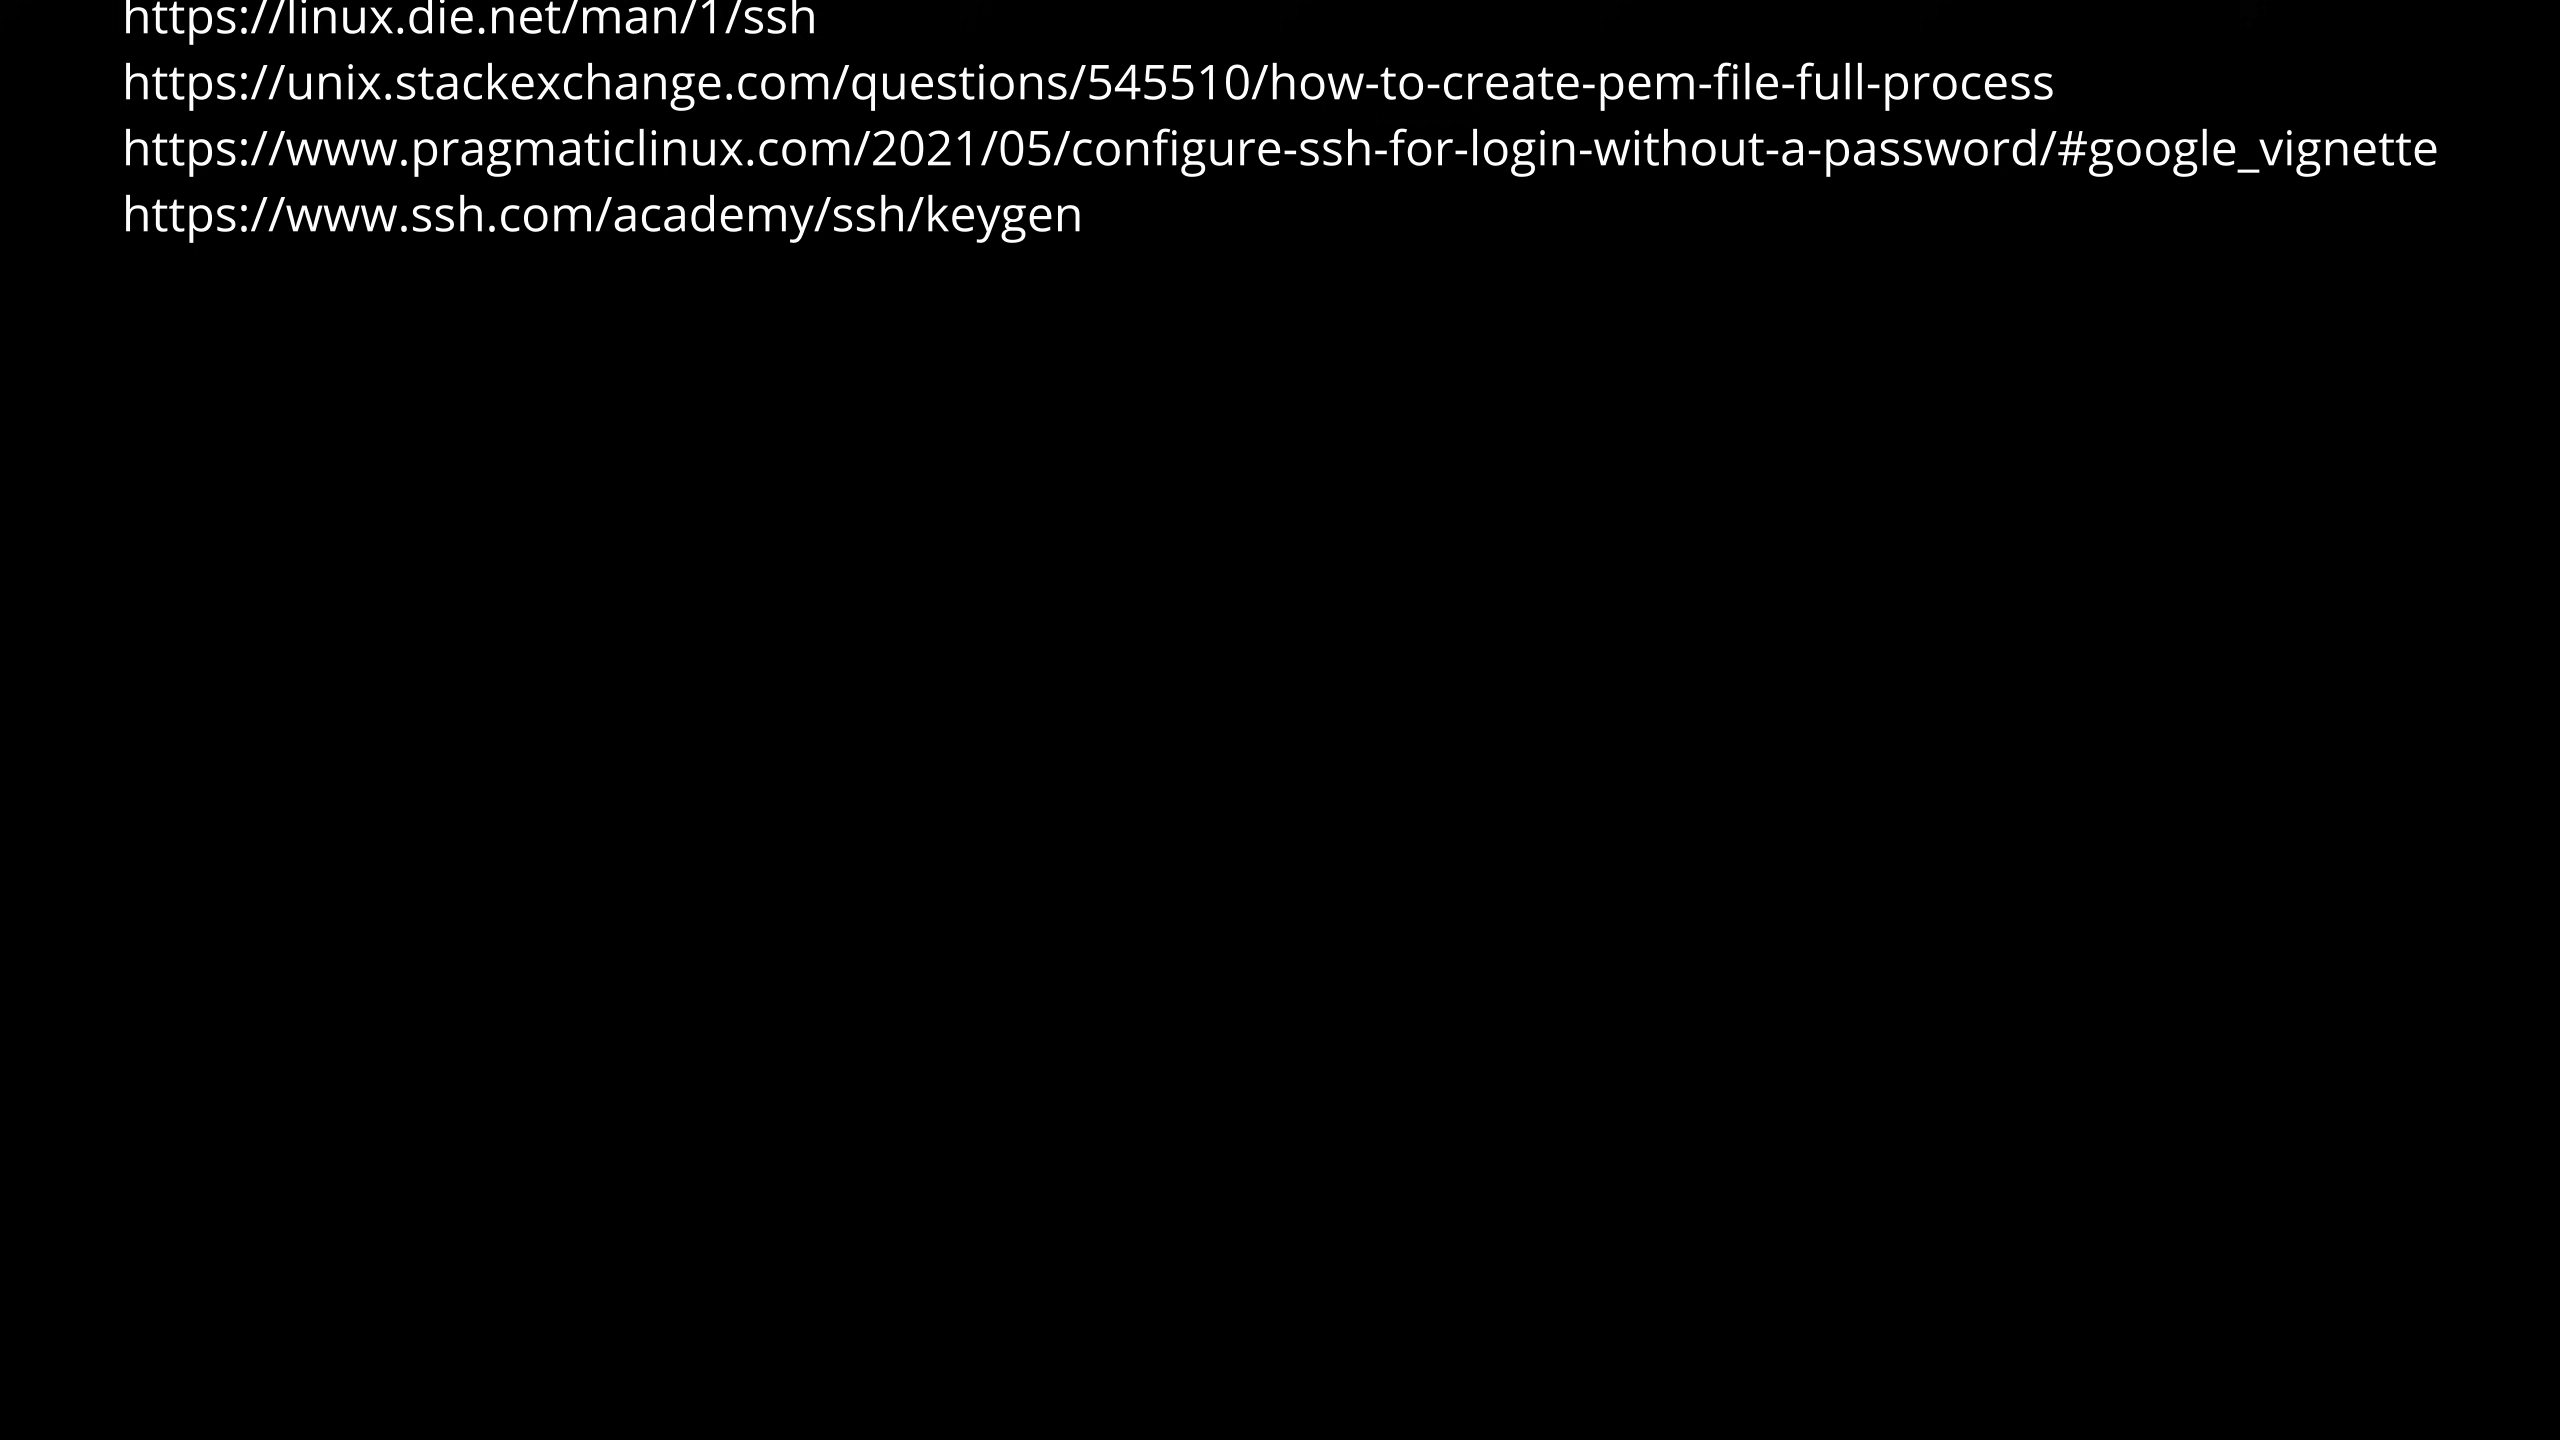 https://linux.die.net/man/1/ssh
https://unix.stackexchange.com/questions/545510/how-to-create-pem-file-full-process
https://www.pragmaticlinux.com/2021/05/configure-ssh-for-login-without-a-password/#google_vignette
https://www.ssh.com/academy/ssh/keygen